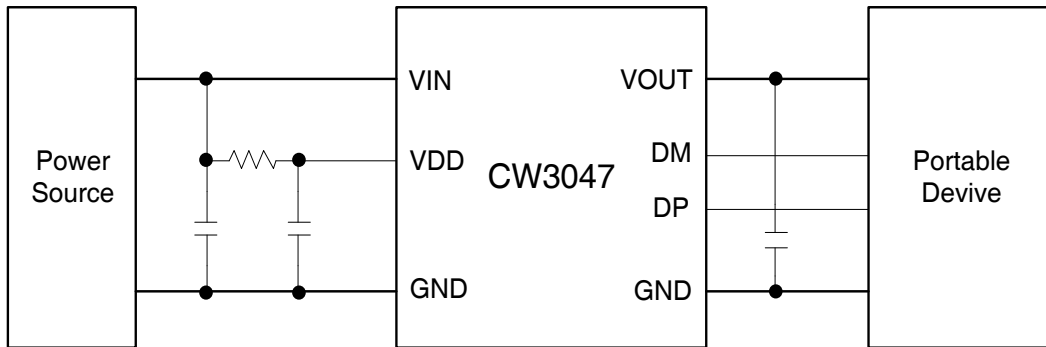 Power
Source
VIN
VDD
GND
CW3047
VOUT
DM
DP
GND
Portable
Devive